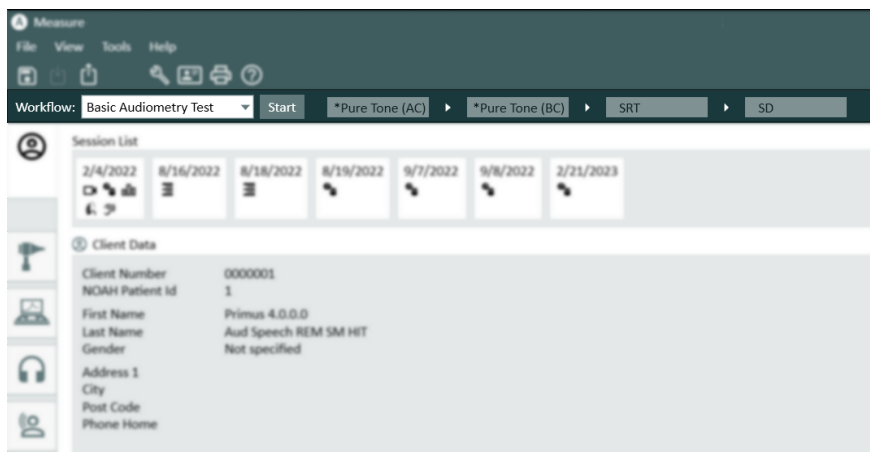 A Measure
File View Tools Help
Workflow: Basic Audiometry Test Start *Pure Tone (AC) *Pure Tone (BC) SRT SD
Session List
2/4/2022 8/16/2022 8/18/2022 8/19/2022 9/7/2022 9/8/2022 2/21/2023
Client Data
Client Number 0000001
NOAH Patient Id 1
First Name Primus 4.0.0.0
Last Name Aud Speech REM SM HIT
Gender Not specified
Address 1
City
Post Code
Phone Home